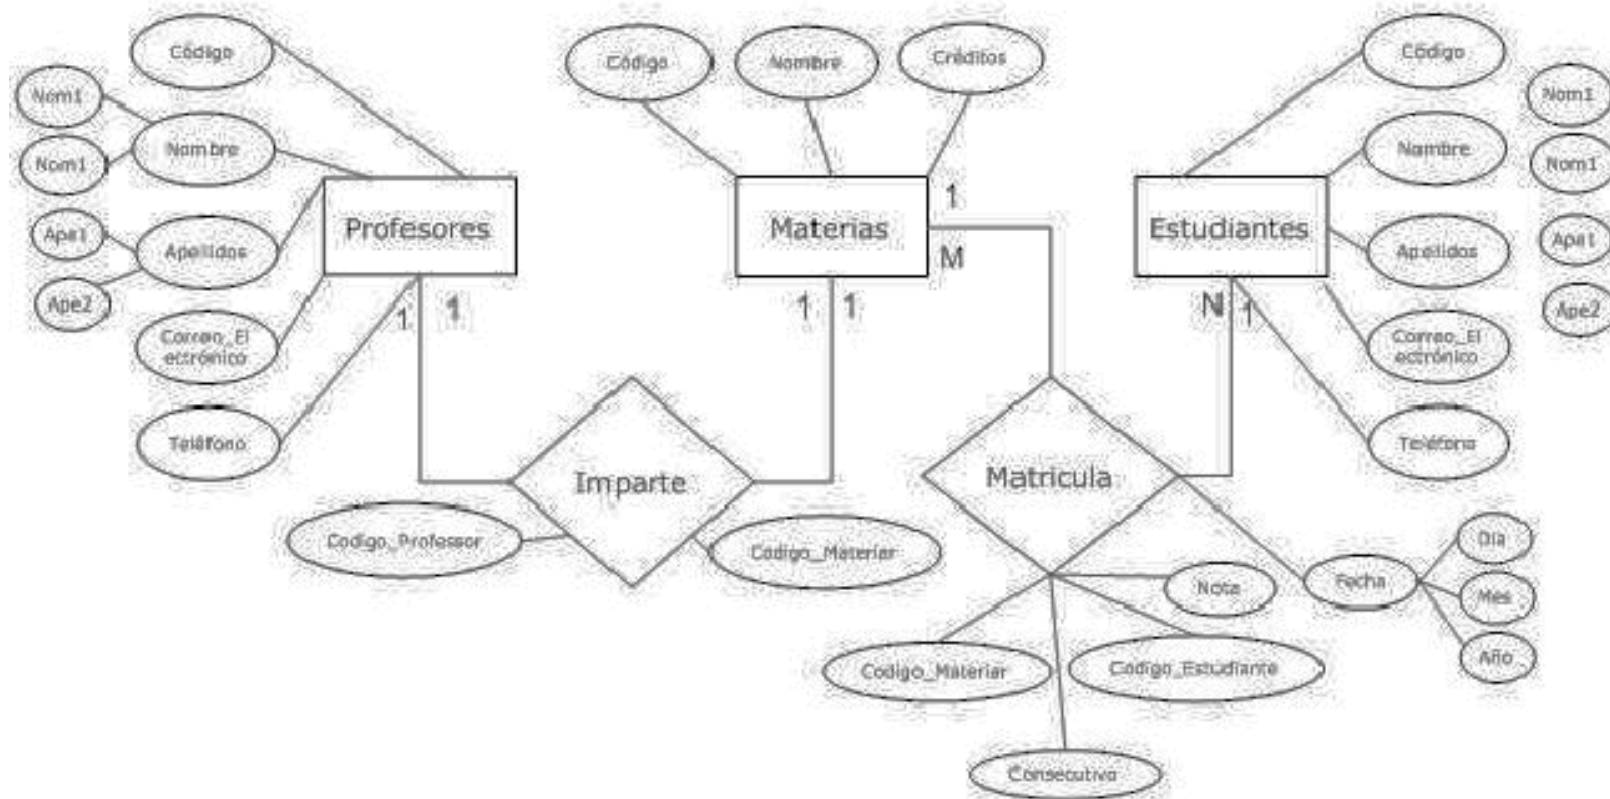 Código
Nom1
Nombre
Nom1
Ape1
Apellidos
Ape2
Correo_El
ectrónico
Teléfono
Profesores
1 1
Código
Nombre
Créditos
Materias
1
M
1 1
Código
Nom1
Nombre
Nom1
Estudiantes
Apellidos
Ape1
Ape2
N 1
Correo_El
ectrónico
Teléfono
Imparte
Codigo_Professor
Codigo_Materiar
Matricula
Nota
Fecha
Dia
Mes
Año
Codigo_Materiar
Codigo_Estudiante
Consecutivo